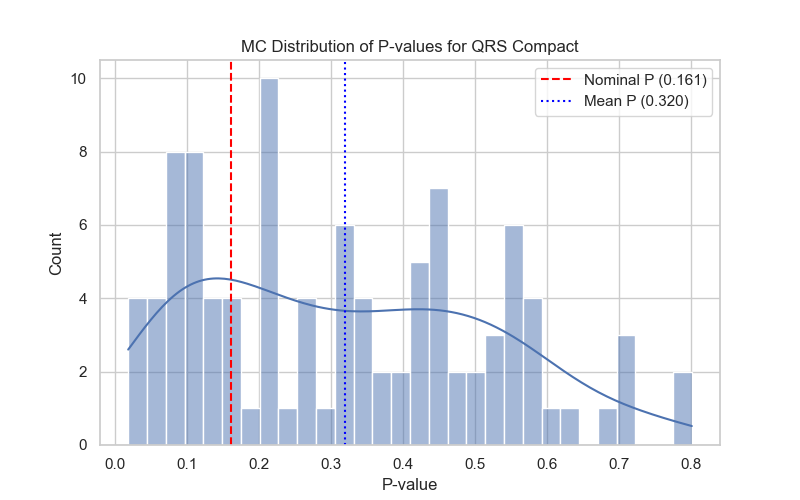 MC Distribution of P-values for QRS Compact
Nominal P (0.161)
Mean P (0.320)
Count
10
8
6
4
2
0
0.0 0.1 0.2 0.3 0.4 0.5 0.6 0.7 0.8
P-value